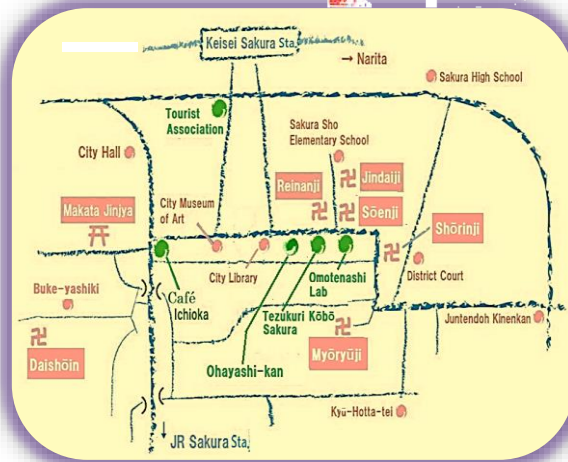 Keisei Sakura Sta.
→ Narita
Sakura High School
Tourist
Association
Sakura Sho
Elementary School
City Hall
Jindaiji
Reinanji
Makata Jinjya
City Museum
of Art
Sōenji
Shōrinji
City Library
District Court
Omotenashi
Lab
Buke-yashiki
Café
Ichioka
Tezukuri Kōbō
Sakura
Juntendoh Kinenkan
Daishōin
Myōryūji
Ohayashi-kan
Kyū-Hotta-tei
↓ JR Sakura Sta.